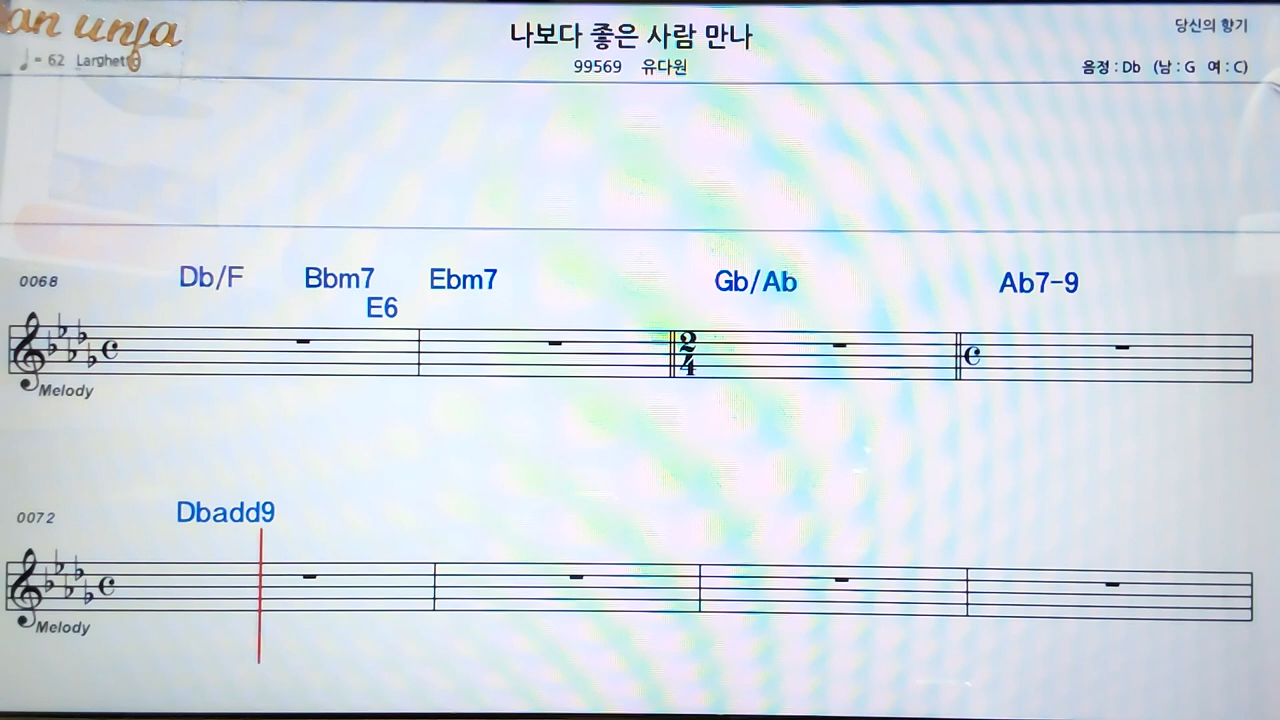 an unja
나보다 좋은 사람 만나
당신의 향기
♩= 62 Larghetto
99569 유다원
음정 : Db (남 : G 여 : C)
0068 Db/F Bbm7 Ebm7 Gb/Ab Ab7-9
E6
2
4
Melody
0072 Dbadd9
Melody